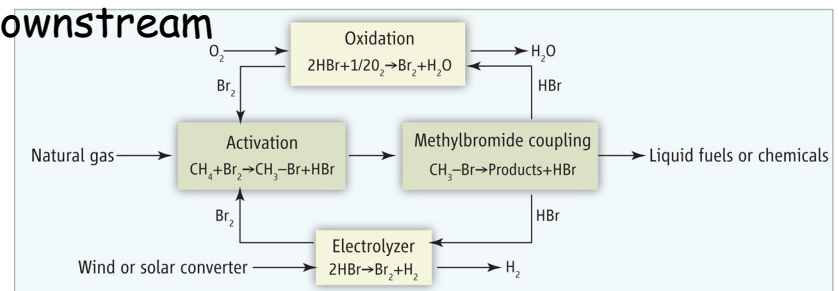 ownstream
Oxidation
O₂
2HBr+1/2O₂→Br₂+H₂O
H₂O
Br₂
HBr
Natural gas
Activation
CH₄+Br₂→CH₃–Br+HBr
Methylbromide coupling
CH₃–Br→Products+HBr
Liquid fuels or chemicals
Br₂
HBr
Wind or solar converter
Electrolyzer
2HBr→Br₂+H₂
H₂